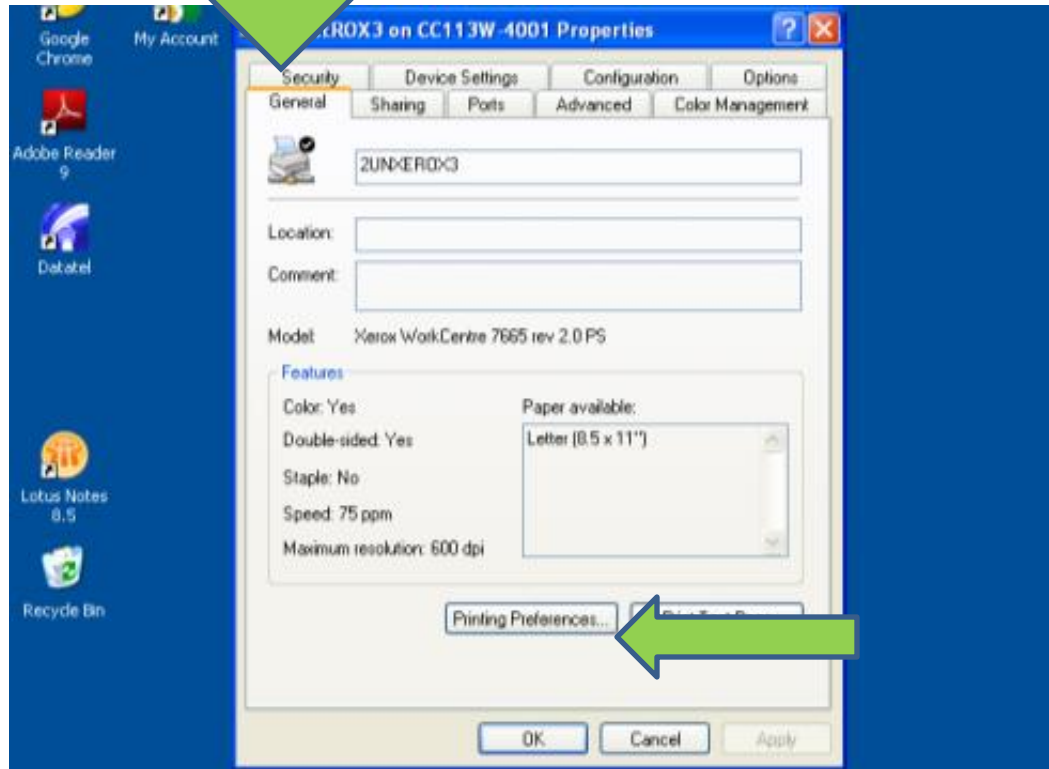 Google
Chrome
My Account
Adobe Reader
9
Datatel
Lotus Notes
8.5
Recycle Bin
ROX3 on CC113W-4001 Properties
Security Device Settings Configuration Options
General Sharing Ports Advanced Color Management
2UNXEROX3
Location:
Comment:
Model: Xerox WorkCentre 7665 rev 2.0 PS
Features
Color: Yes
Paper available:
Double-sided: Yes
Letter (8.5 x 11")
Staple: No
Speed: 75 ppm
Maximum resolution: 600 dpi
Printing Preferences...
OK Cancel Apply